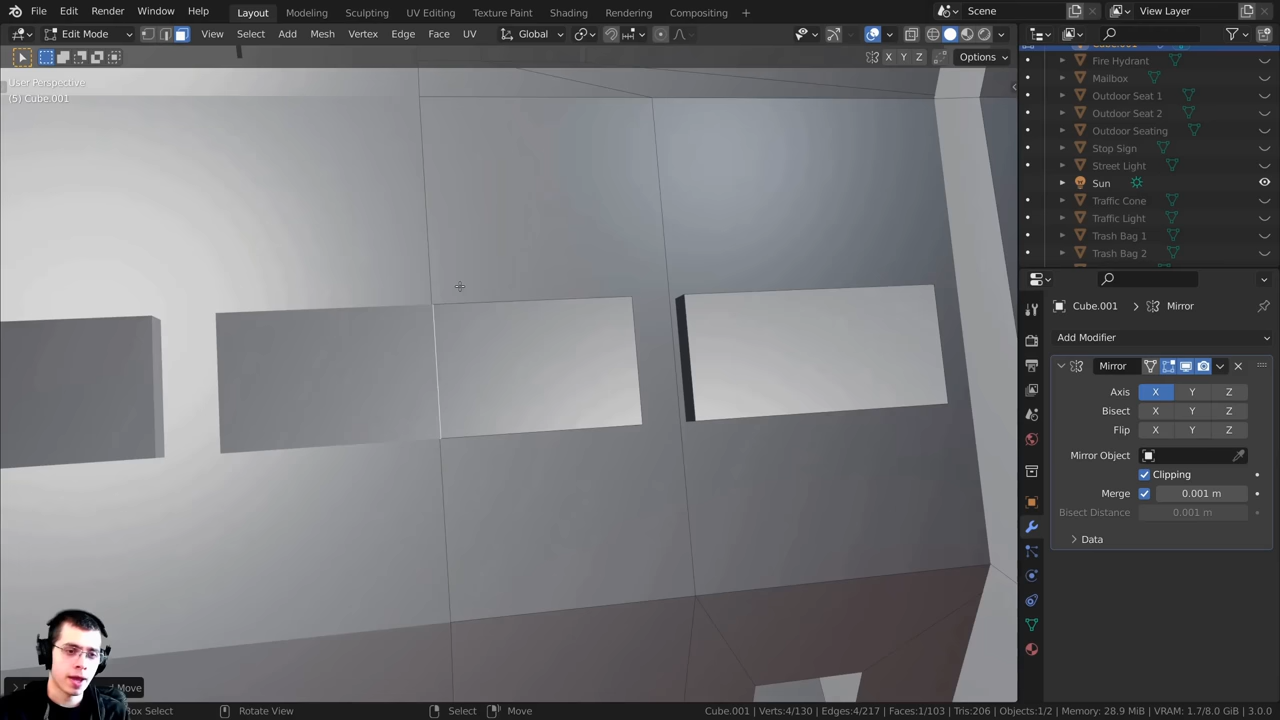 File Edit Render Window Help Layout Modeling Sculpting UV Editing Texture Paint Shading Rendering Compositing Scene View Layer
Edit Mode View Select Add Mesh Vertex Edge Face UV Global
X Y Z Options
User Perspective
(5) Cube.001
Cube.001
Fire Hydrant
Mailbox
Outdoor Seat 1
Outdoor Seat 2
Outdoor Seating
Stop Sign
Street Light
Sun
Traffic Cone
Traffic Light
Trash Bag 1
Trash Bag 2
Cube.001 Mirror
Add Modifier
Mirror
Axis X Y Z
Bisect X Y Z
Flip X Y Z
Mirror Object
Clipping
Merge 0.001 m
Bisect Distance 0.001 m
Data
Move
Box Select Rotate View Select Move Cube.001 | Verts:4/130 | Edges:4/217 | Faces:1/103 | Tris:206 | Objects:1/2 | Memory: 28.9 MiB | VRAM: 1.7/8.0 GiB | 3.0.0